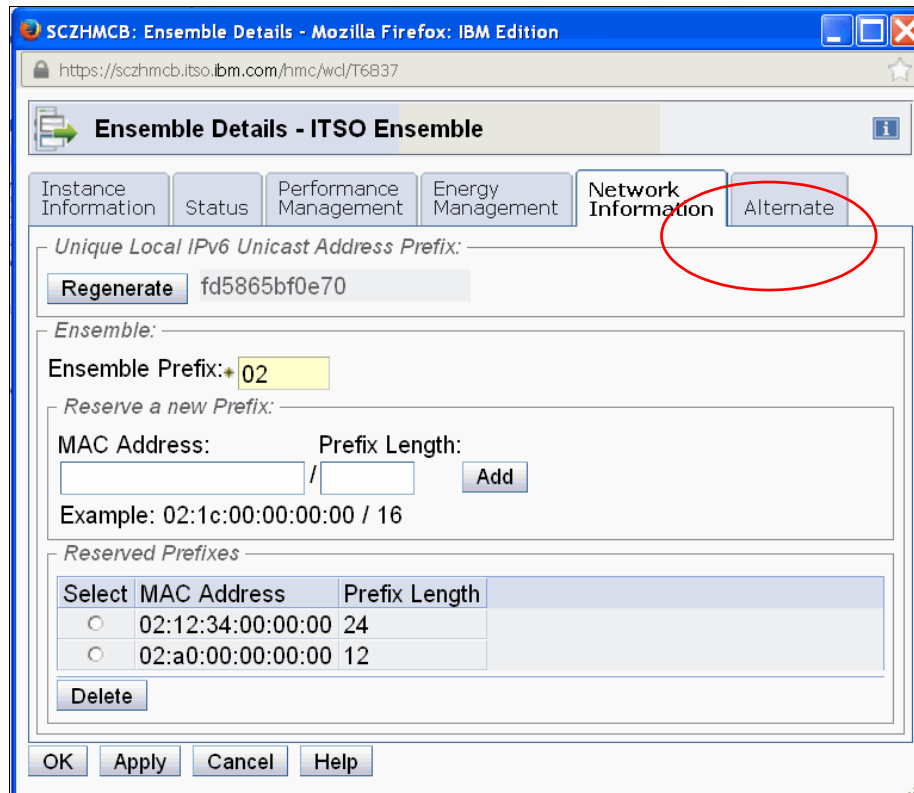 SCZHMCB: Ensemble Details - Mozilla Firefox: IBM Edition
https://sczhmcb.itso.ibm.com/hmc/wcl/T6837
Ensemble Details - ITSO Ensemble
i
Instance Information
Status
Performance Management
Energy Management
Network Information
Alternate
Unique Local IPv6 Unicast Address Prefix:
Regenerate fd5865bf0e70
Ensemble:
Ensemble Prefix:* 02
Reserve a new Prefix:
MAC Address: Prefix Length:
/ Add
Example: 02:1c:00:00:00:00 / 16
Reserved Prefixes
Select MAC Address Prefix Length
02:12:34:00:00:00 24
02:a0:00:00:00:00 12
Delete
OK Apply Cancel Help